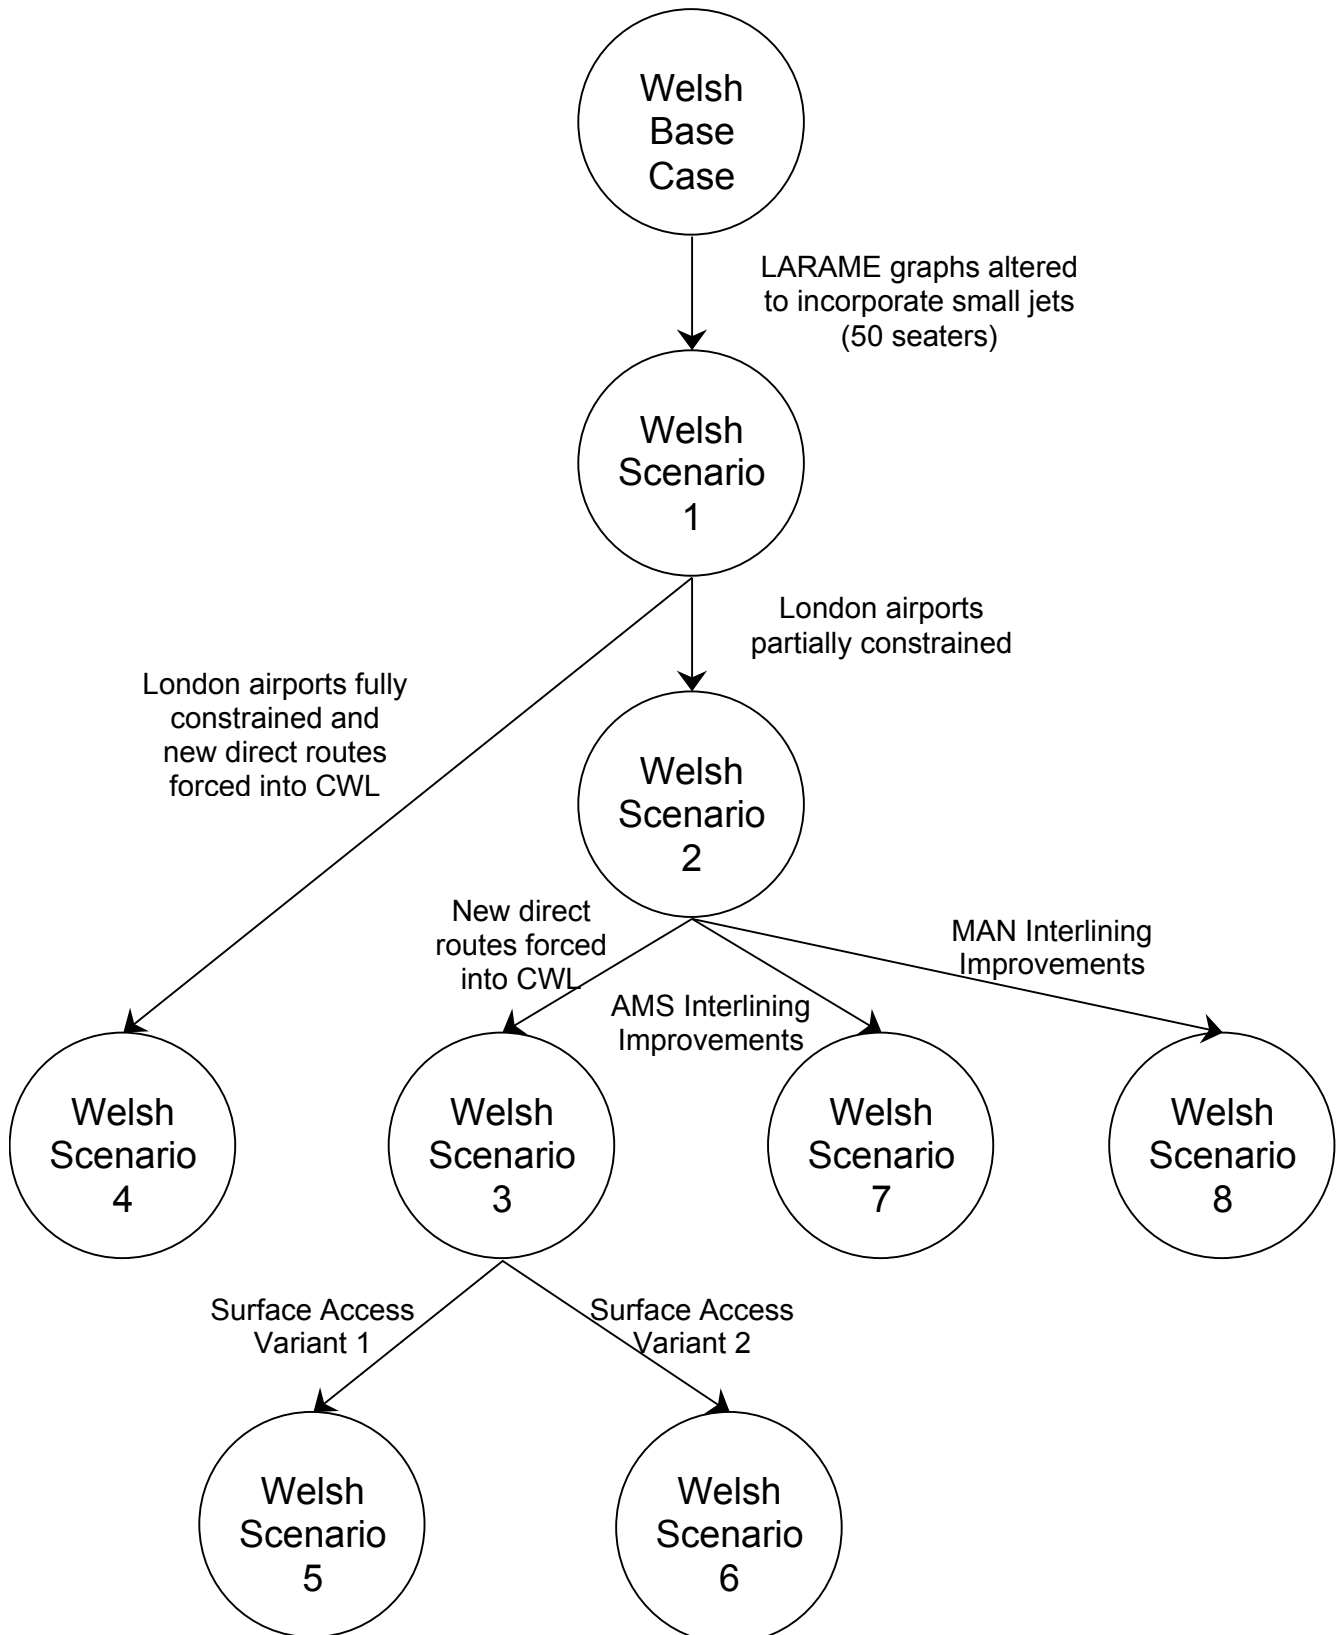 Welsh
Base
Case
LARAME graphs altered
to incorporate small jets
(50 seaters)
Welsh
Scenario
1
London airports
partially constrained
London airports fully
constrained and
new direct routes
forced into CWL
Welsh
Scenario
2
New direct
routes forced
into CWL
AMS Interlining
Improvements
MAN Interlining
Improvements
Welsh
Scenario
4
Welsh
Scenario
3
Welsh
Scenario
7
Welsh
Scenario
8
Surface Access
Variant 1
Surface Access
Variant 2
Welsh
Scenario
5
Welsh
Scenario
6